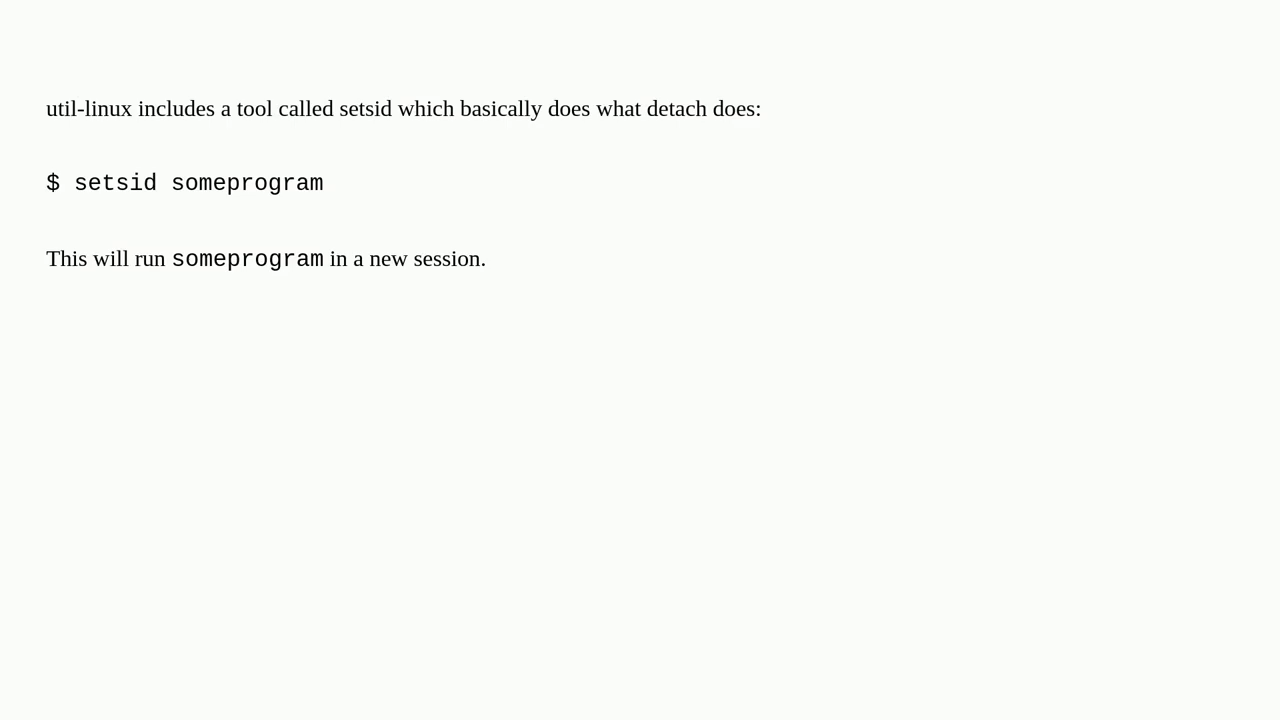 util-linux includes a tool called setsid which basically does what detach does:
$ setsid someprogram
This will run someprogram in a new session.